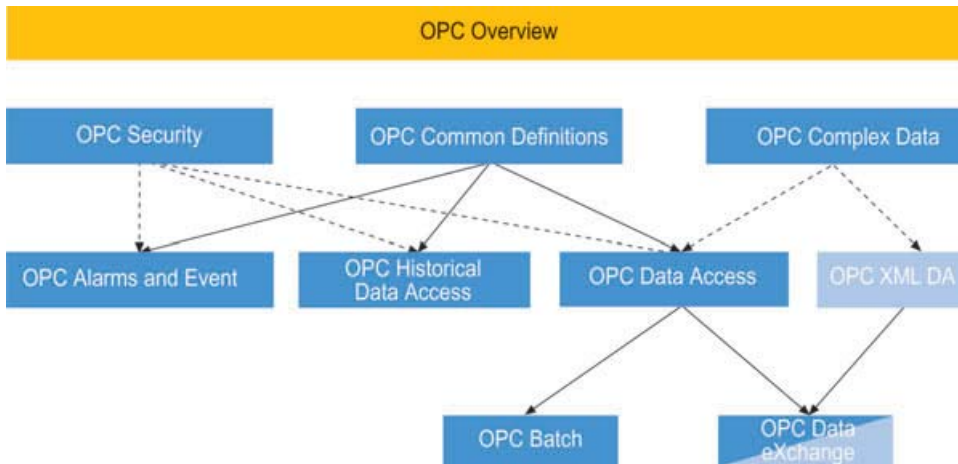 OPC Overview
OPC Security
OPC Common Definitions
OPC Complex Data
OPC Alarms and Event
OPC Historical
Data Access
OPC Data Access
OPC XML DA
OPC Batch
OPC Data
eXchange